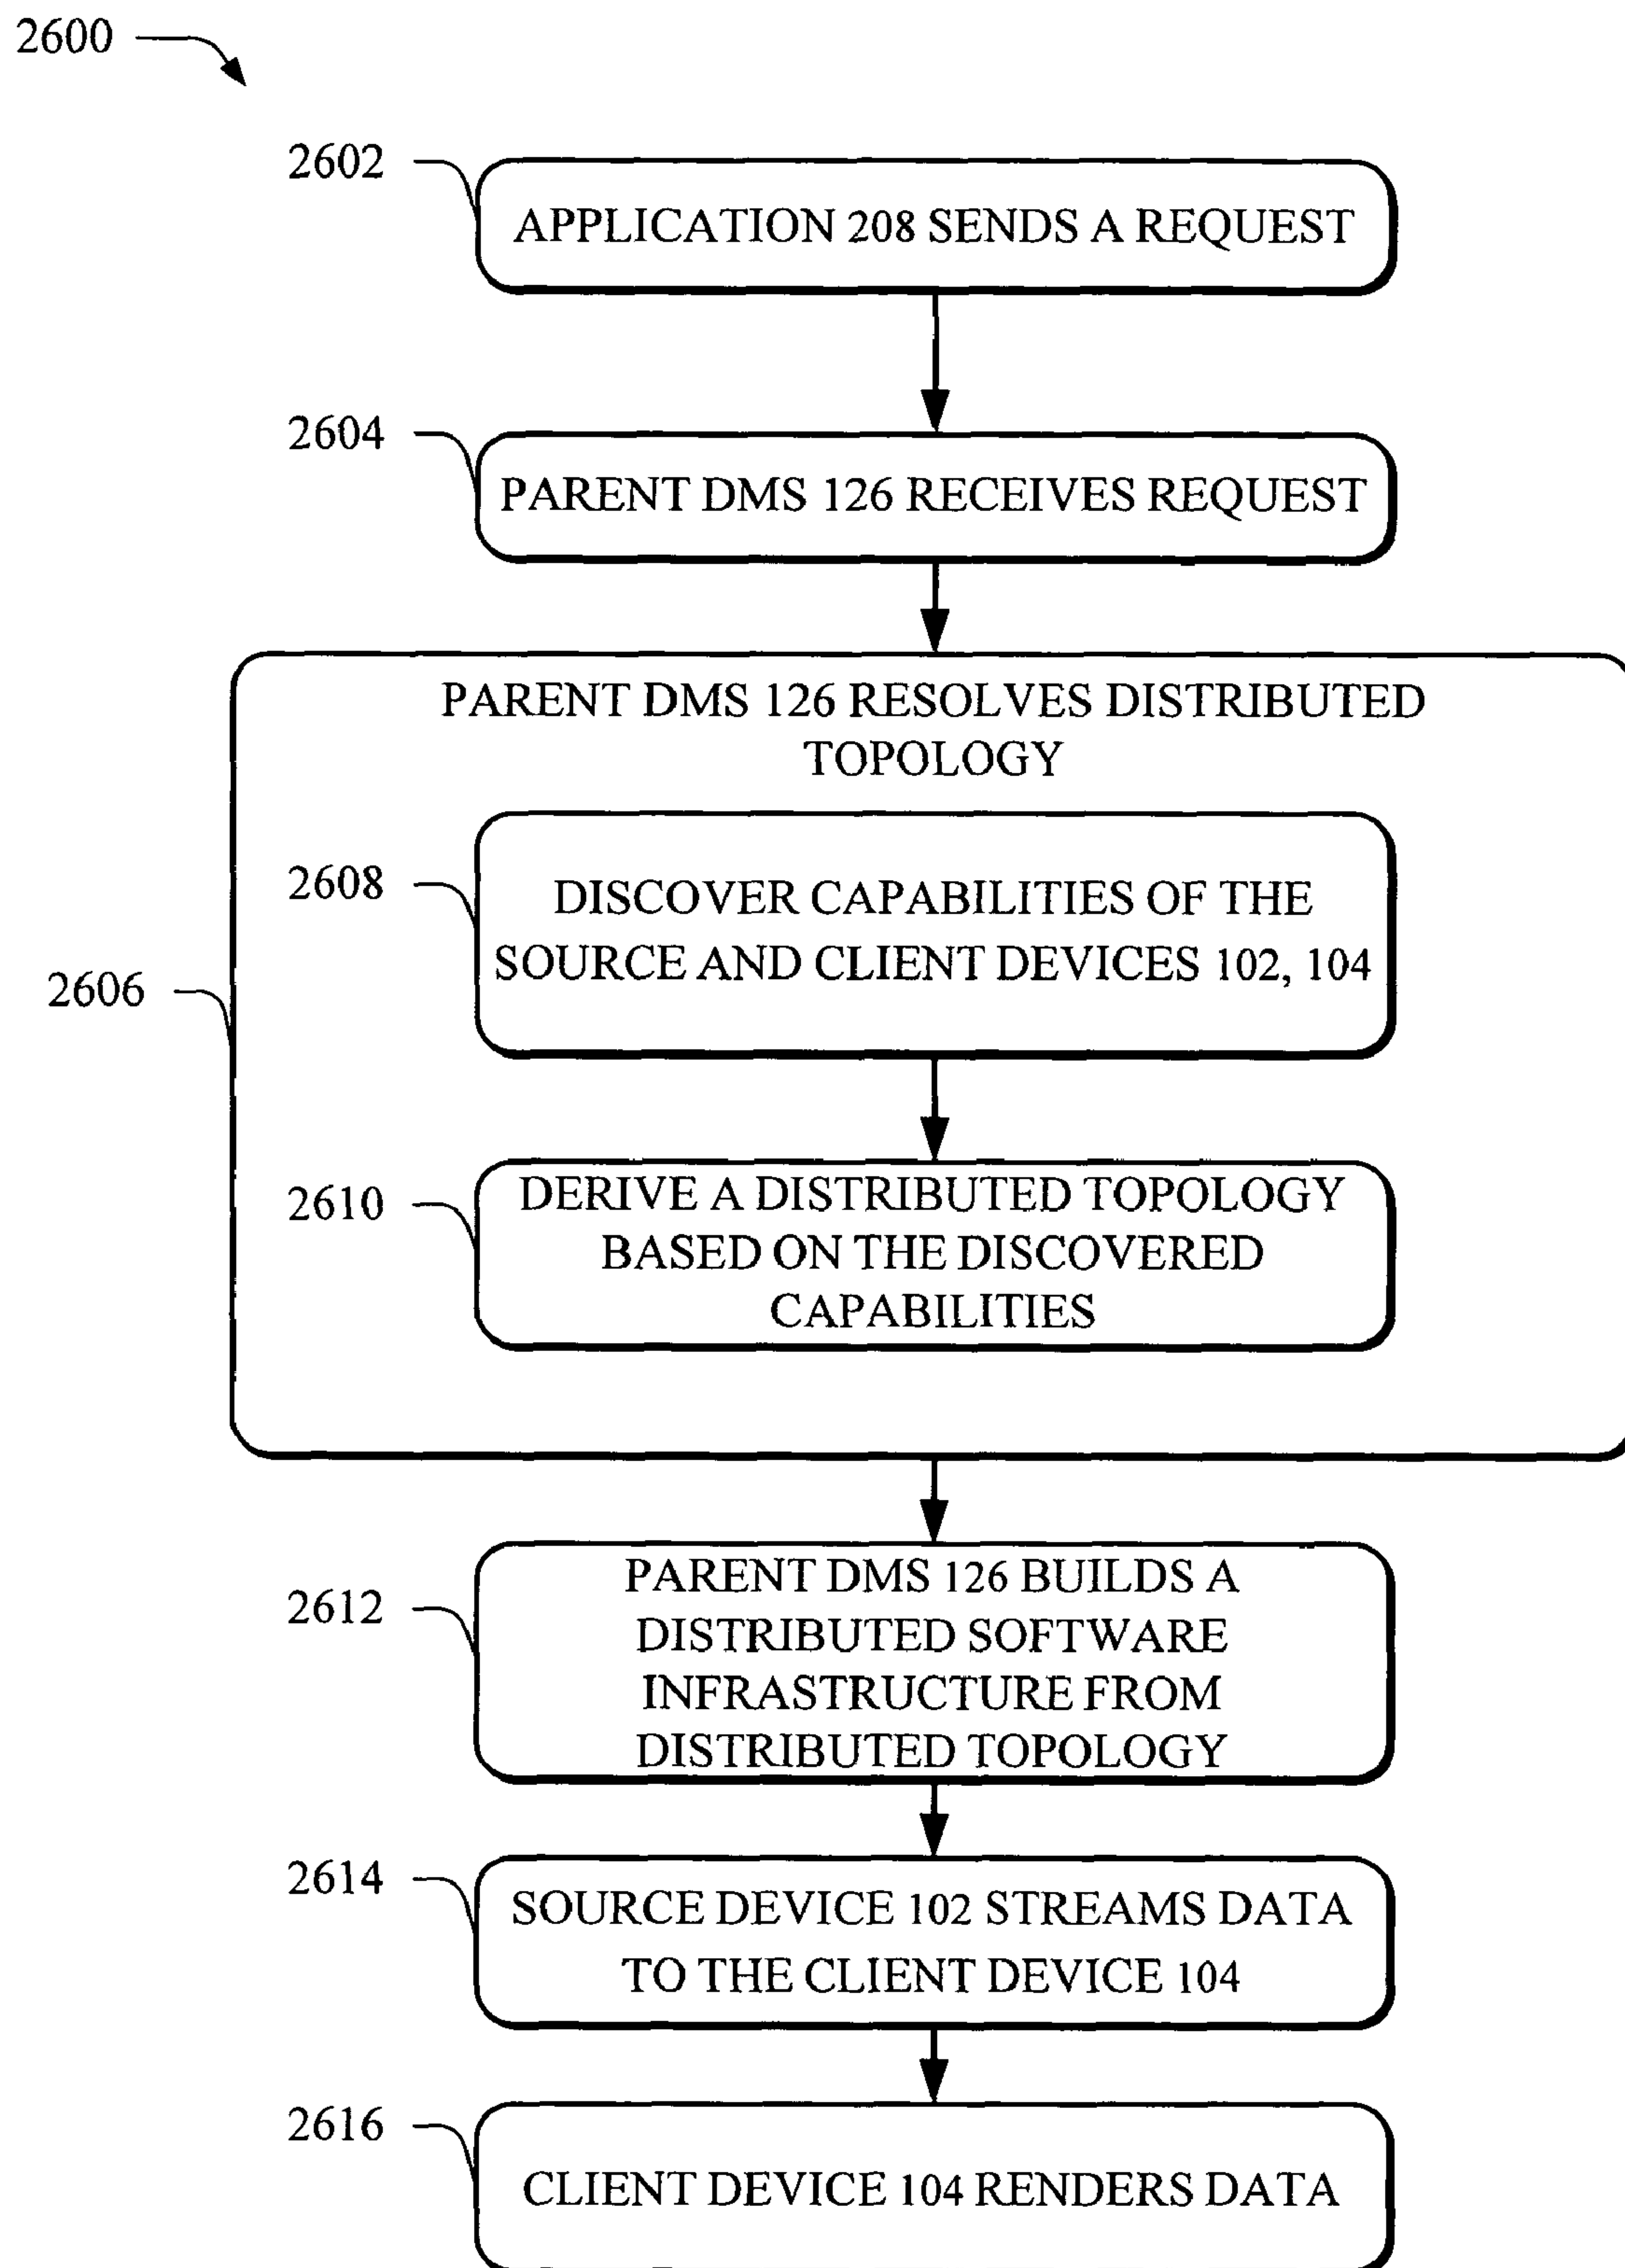 2600
2602
APPLICATION 208 SENDS A REQUEST
2604
PARENT DMS 126 RECEIVES REQUEST
2606
PARENT DMS 126 RESOLVES DISTRIBUTED
TOPOLOGY
2608
DISCOVER CAPABILITIES OF THE
SOURCE AND CLIENT DEVICES 102, 104
2610
DERIVE A DISTRIBUTED TOPOLOGY
BASED ON THE DISCOVERED
CAPABILITIES
2612
PARENT DMS 126 BUILDS A
DISTRIBUTED SOFTWARE
INFRASTRUCTURE FROM
DISTRIBUTED TOPOLOGY
2614
SOURCE DEVICE 102 STREAMS DATA
TO THE CLIENT DEVICE 104
2616
CLIENT DEVICE 104 RENDERS DATA